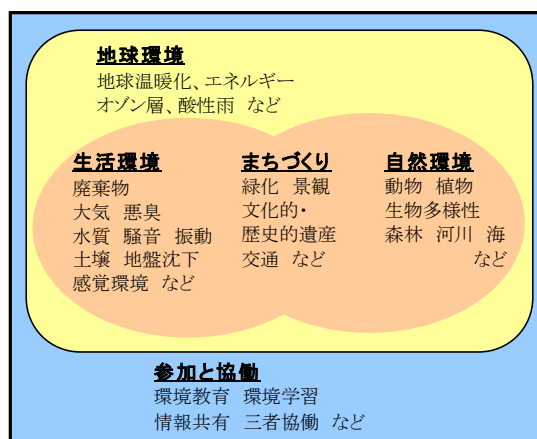 地球環境
地球温暖化、エネルギー
オゾン層、酸性雨 など
生活環境
廃棄物
大気 悪臭
水質 騒音 振動
土壌 地盤沈下
感覚環境 など
まちづくり
緑化 景観
文化的・
歴史的遺産
交通 など
自然環境
動物 植物
生物多様性
森林 河川 海
など
参加と協働
環境教育 環境学習
情報共有 三者協働 など